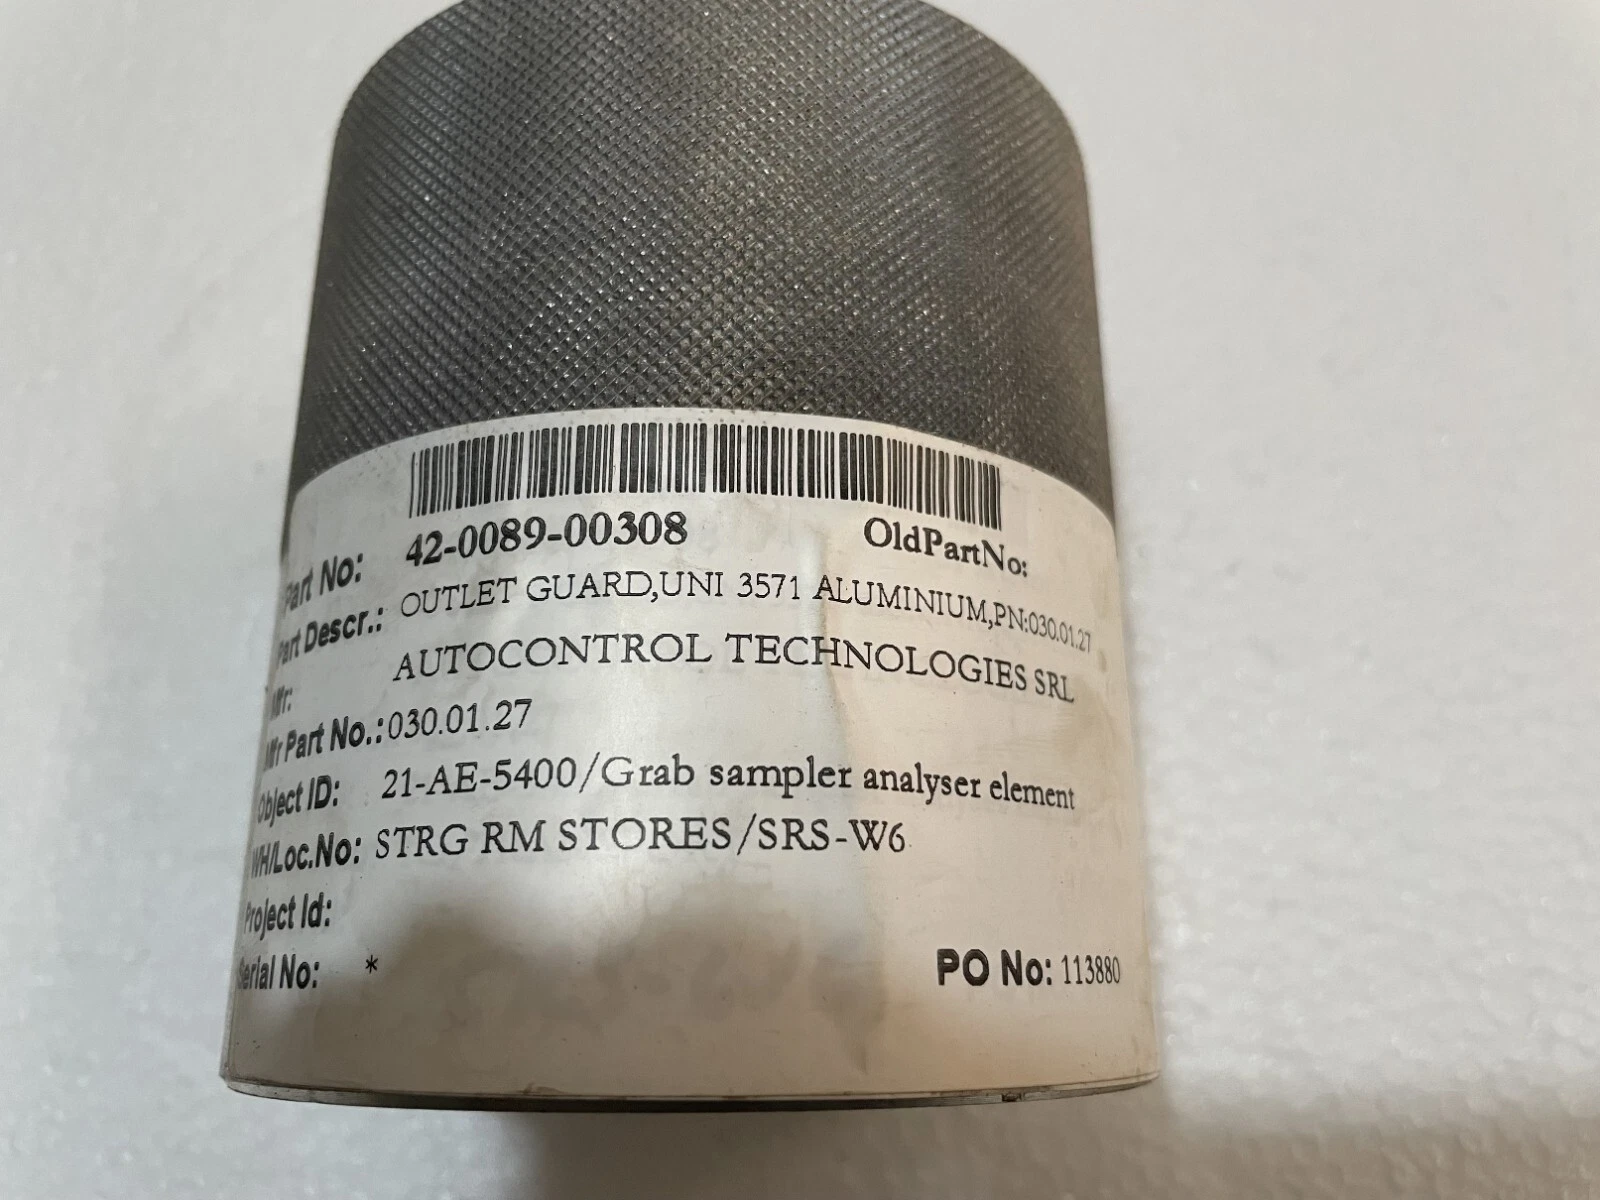 Part No: 42-0089-00308 OldPartNo:
Part Descr.: OUTLET GUARD,UNI 3571 ALUMINIUM,PN:030.01.27
Mfr: AUTOCONTROL TECHNOLOGIES SRL
Mfr Part No.: 030.01.27
Object ID: 21-AE-5400/Grab sampler analyser element
WH/Loc.No: STRG RM STORES/SRS-W6
Project Id:
Serial No: * PO No: 113880